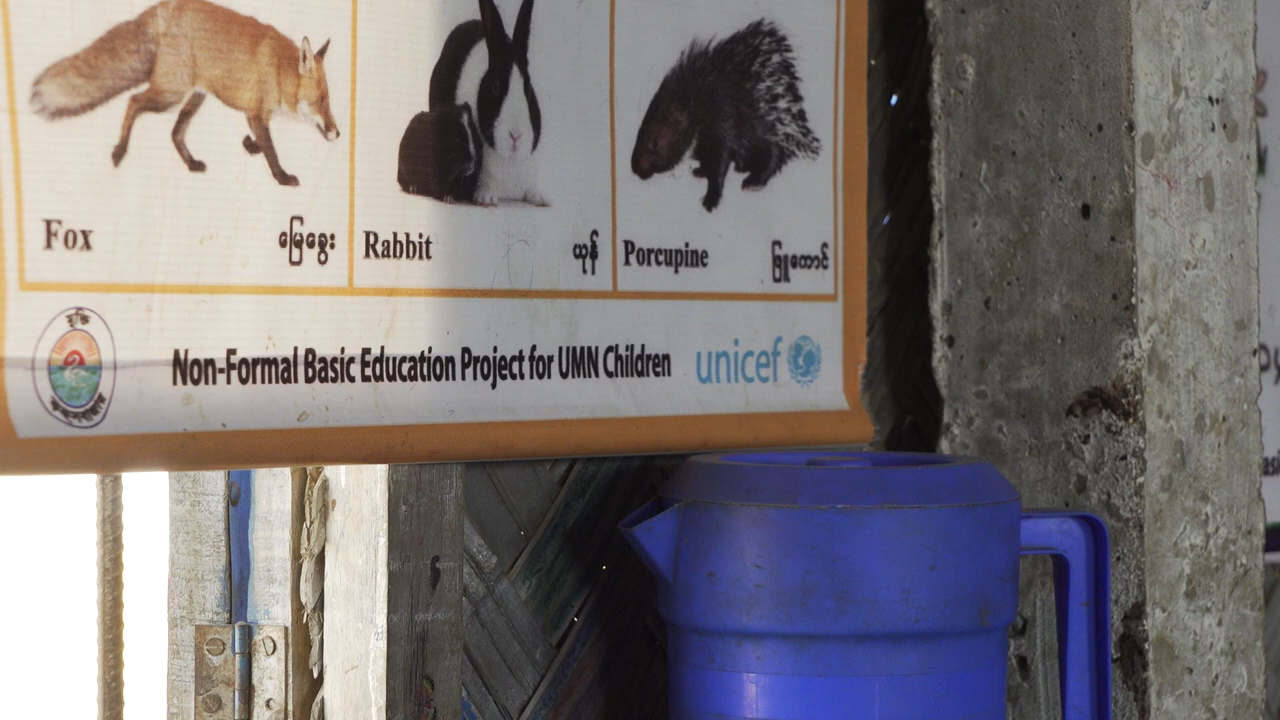 Fox မြေခွေး Rabbit ယုန် Porcupine ဖြူကောင်
Non-Formal Basic Education Project for UMN Children unicef